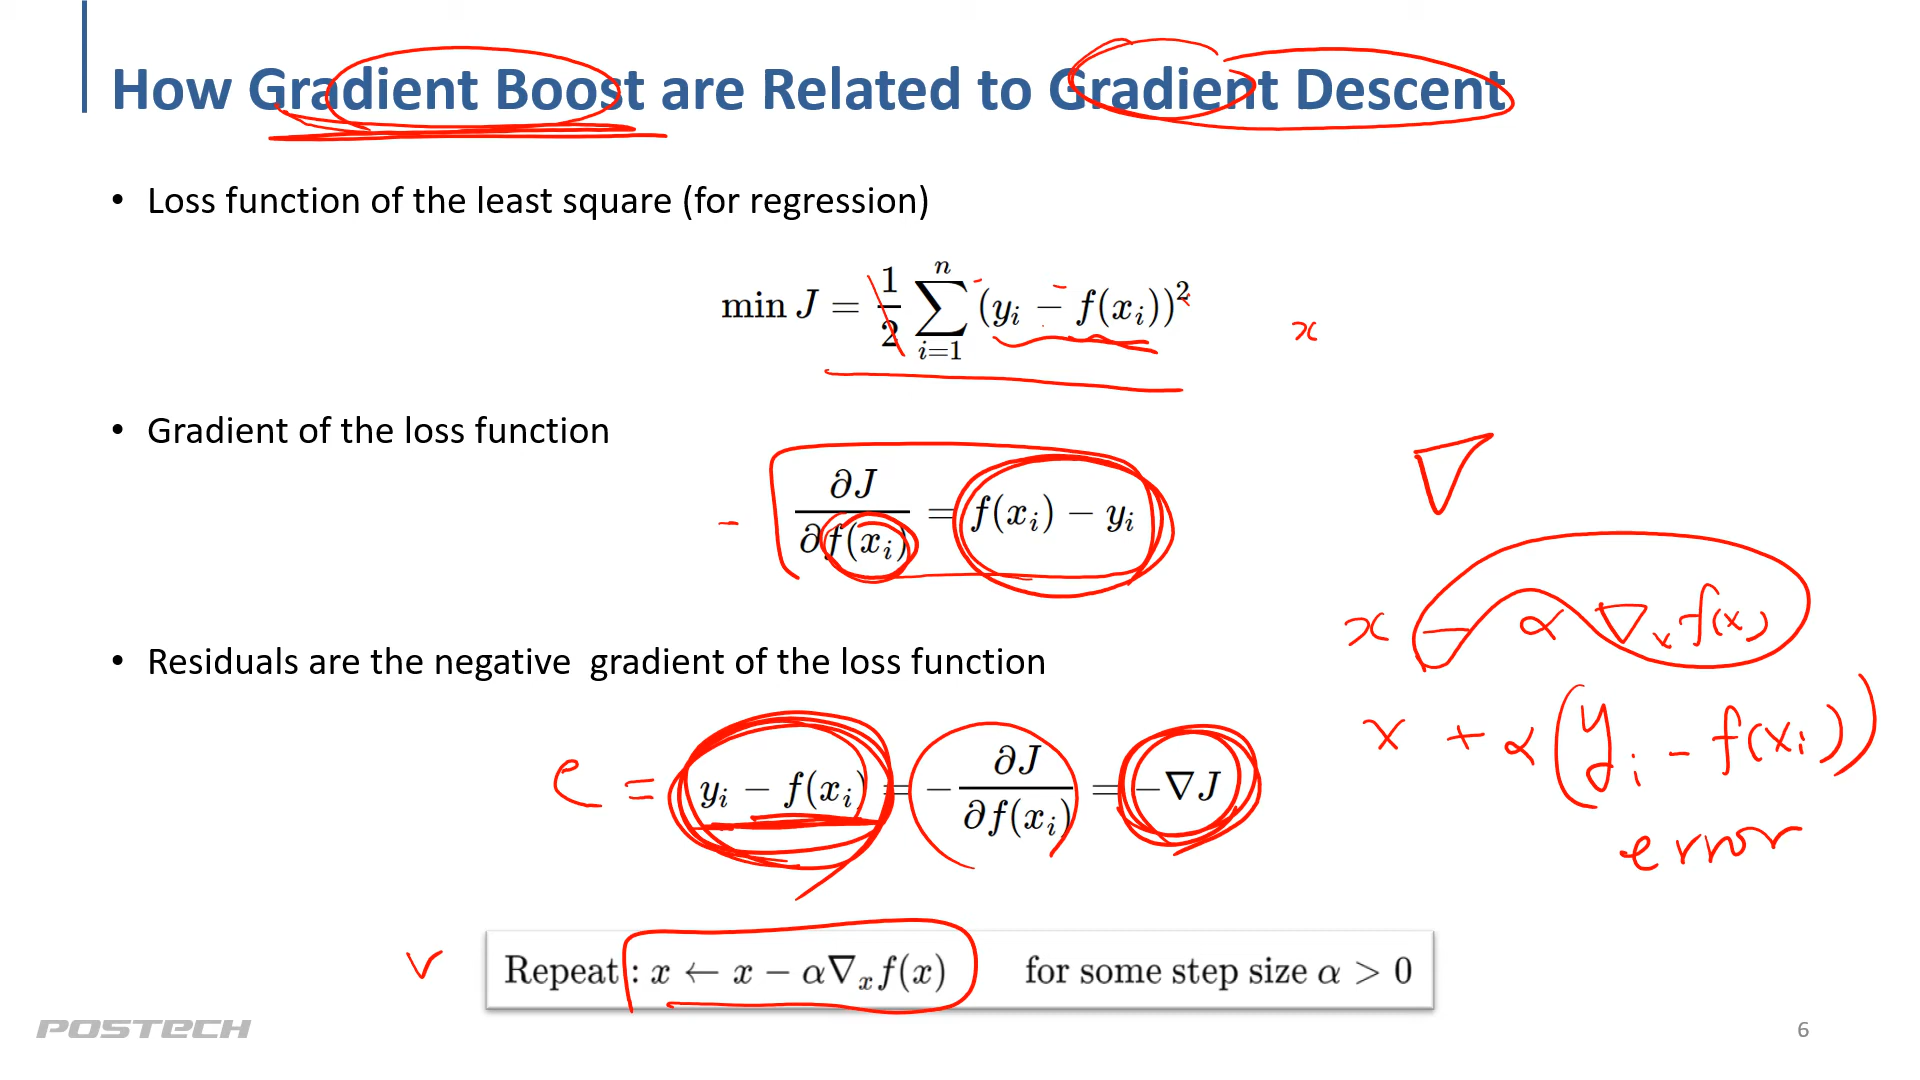 How Gradient Boost are Related to Gradient Descent
• Loss function of the least square (for regression)
min J = 1/2 ∑_{i=1}^{n} (y_i − f(x_i))^2
x
• Gradient of the loss function
− ∂J/∂f(x_i) = f(x_i) − y_i
∇
x − α ∇_x f(x)
• Residuals are the negative gradient of the loss function
x + α (y_i − f(x_i))
e = y_i − f(x_i) = − ∂J/∂f(x_i) = −∇J
error
Repeat : x ← x − α∇_x f(x) for some step size α > 0
POSTECH
6